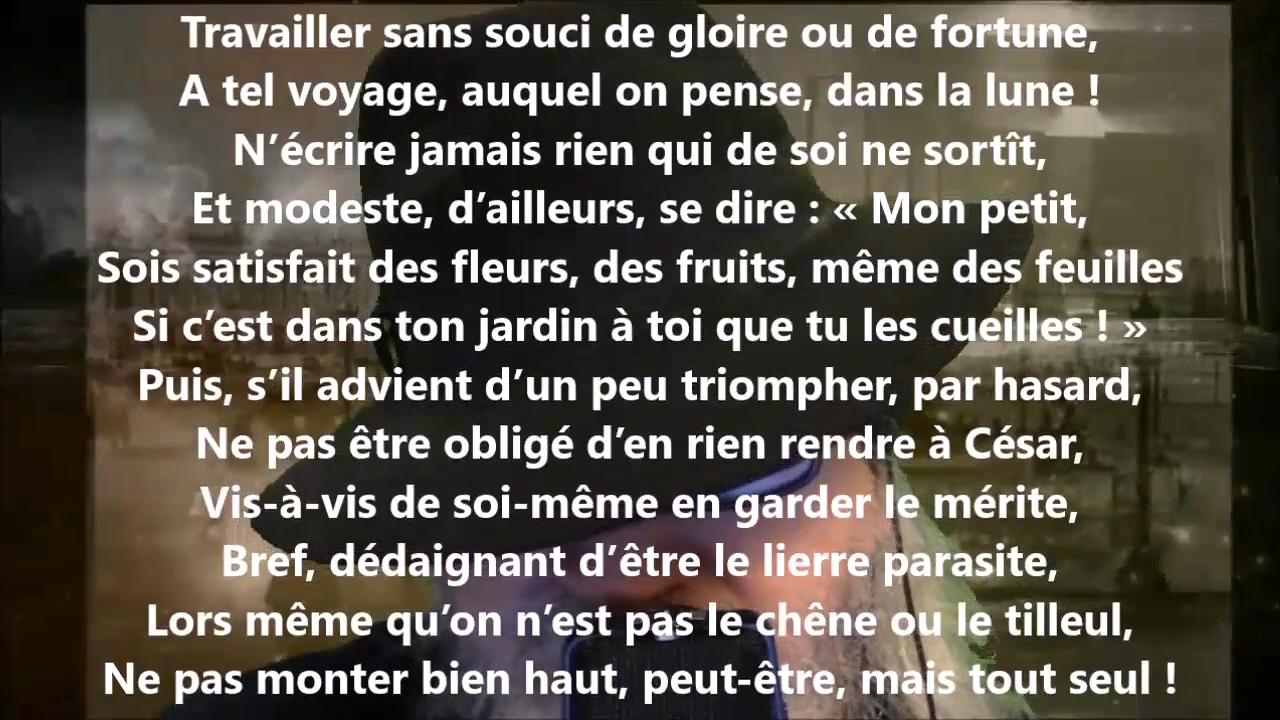 Travailler sans souci de gloire ou de fortune,
A tel voyage, auquel on pense, dans la lune !
N’écrire jamais rien qui de soi ne sortît,
Et modeste, d’ailleurs, se dire : « Mon petit,
Sois satisfait des fleurs, des fruits, même des feuilles
Si c’est dans ton jardin à toi que tu les cueilles ! »
Puis, s’il advient d’un peu triompher, par hasard,
Ne pas être obligé d’en rien rendre à César,
Vis-à-vis de soi-même en garder le mérite,
Bref, dédaignant d’être le lierre parasite,
Lors même qu’on n’est pas le chêne ou le tilleul,
Ne pas monter bien haut, peut-être, mais tout seul !